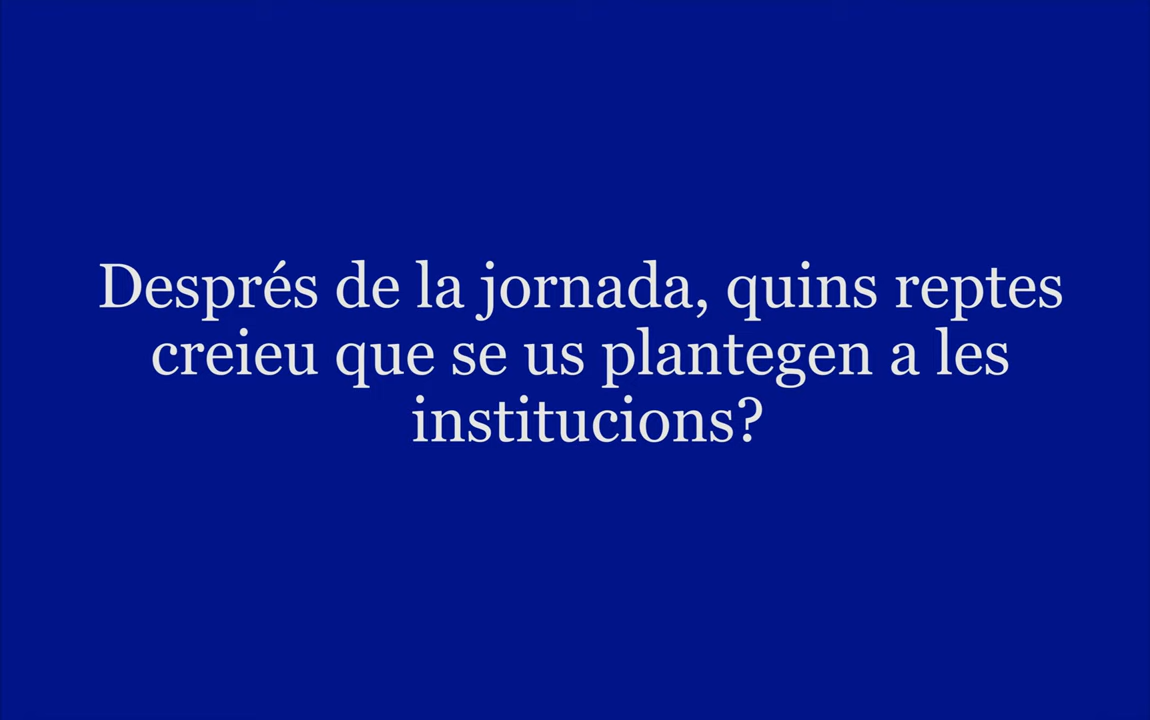 Després de la jornada, quins reptes
creieu que se us plantegen a les
institucions?